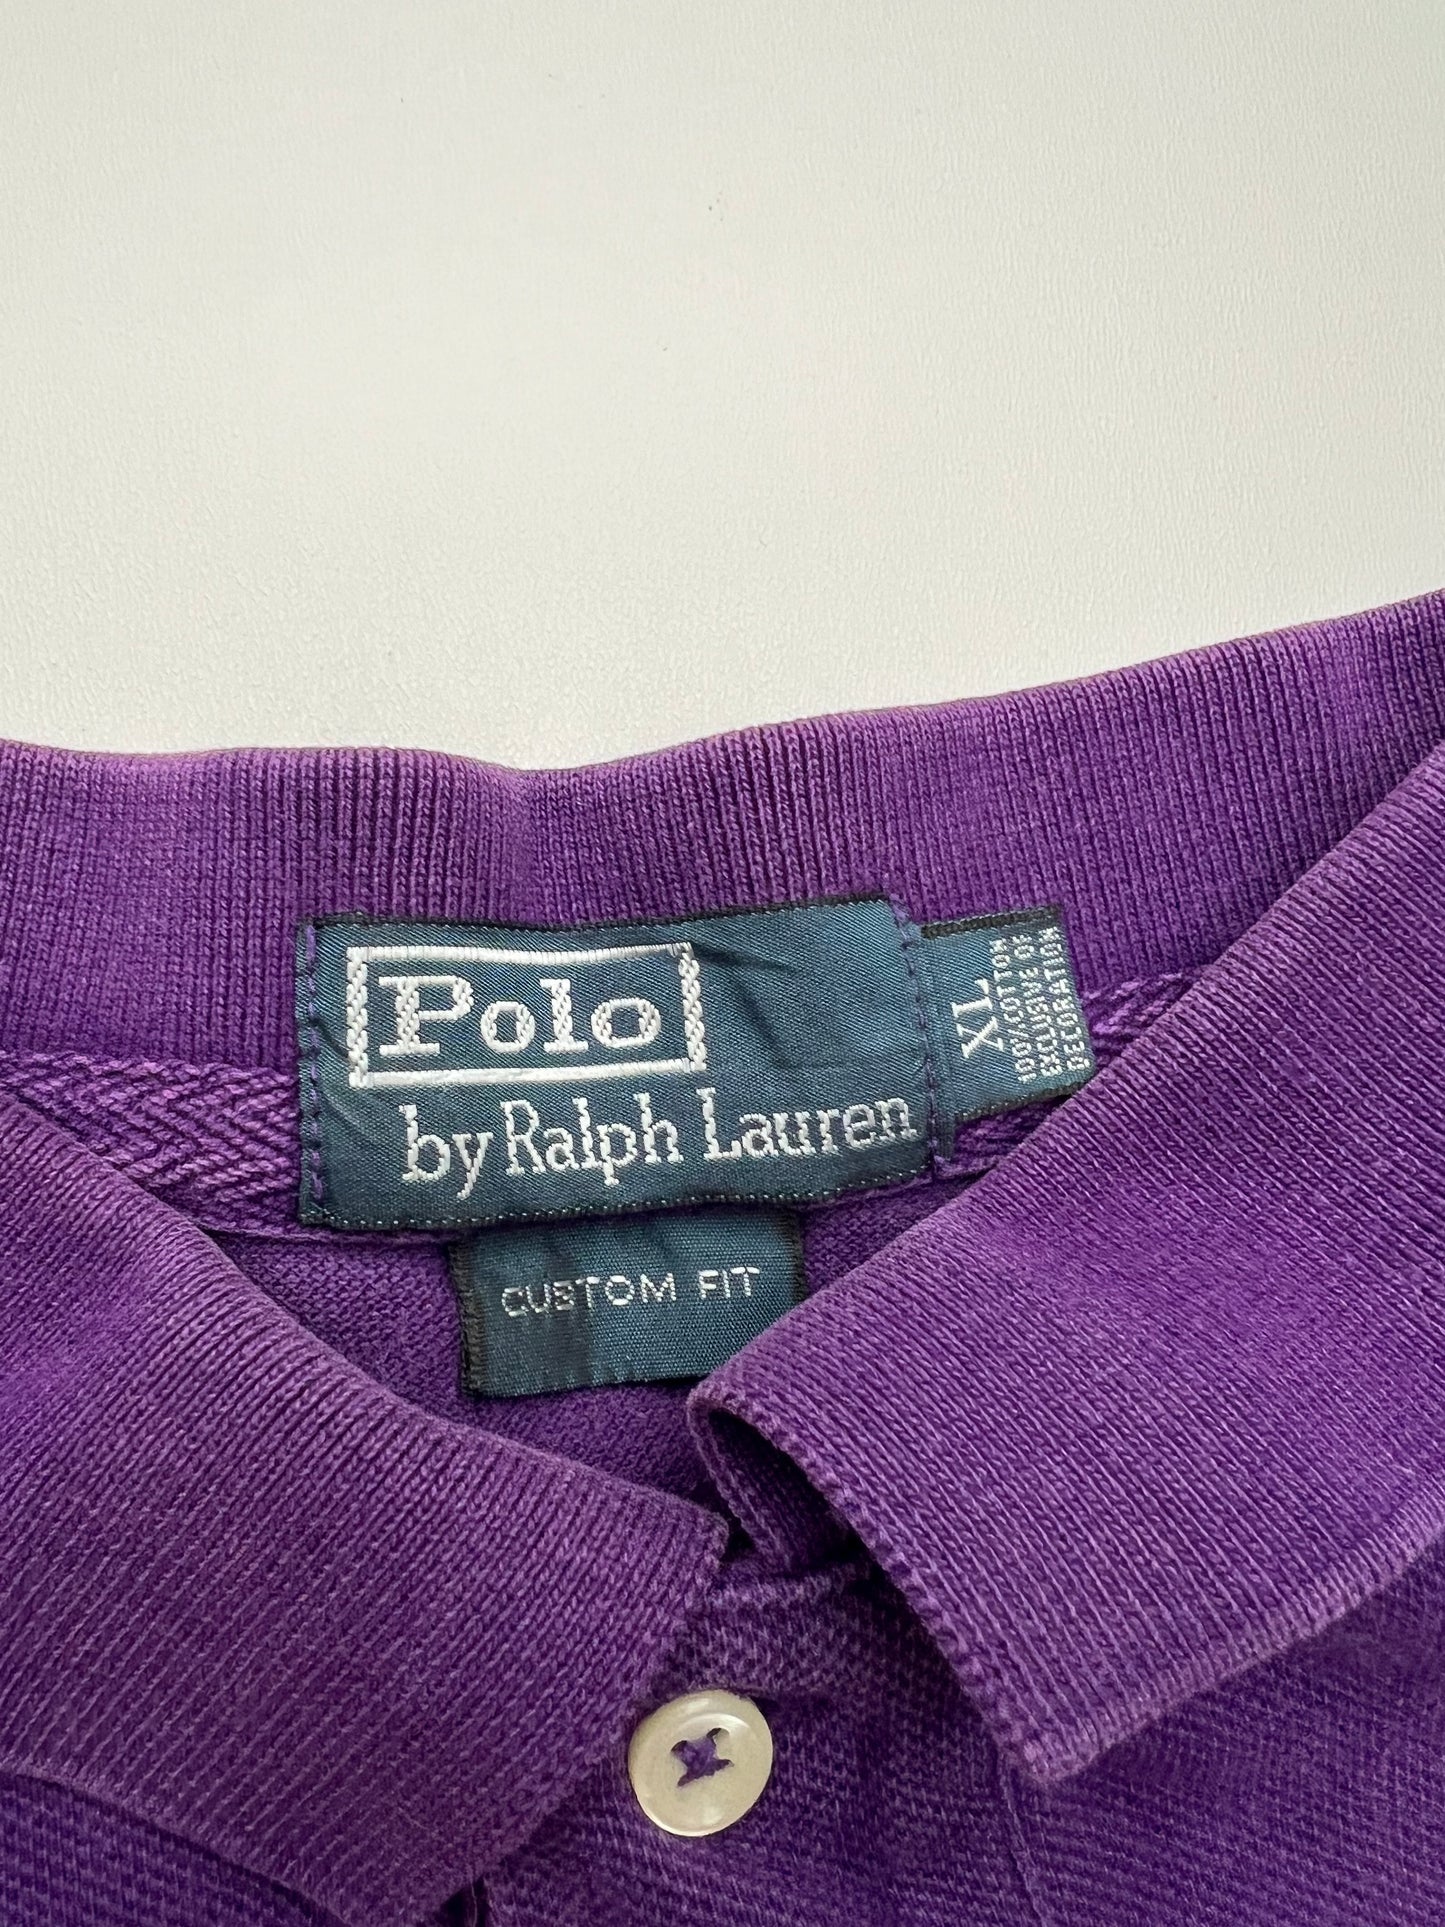 Polo
by Ralph Lauren
XL
100% COTTON
EXCLUSIVE OF
DECORATION
CUSTOM FIT